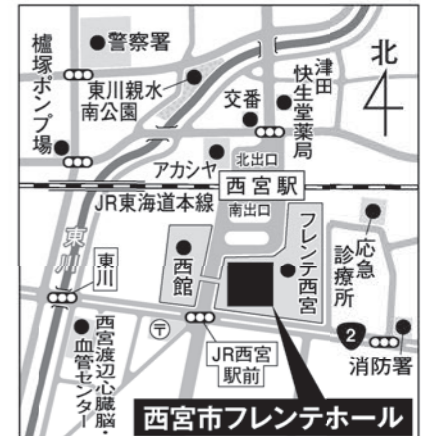 警察署
北
櫨塚ポンプ場
東川親水
南公園
交番
津田
快生堂薬局
アカシヤ
北出口
西宮駅
JR東海道本線
南出口
東川
東川
西館
フレンテ西宮
応急
診療所
〒
JR西宮
駅前
2
消防署
西宮渡辺心臓脳・
血管センター
西宮市フレンテホール